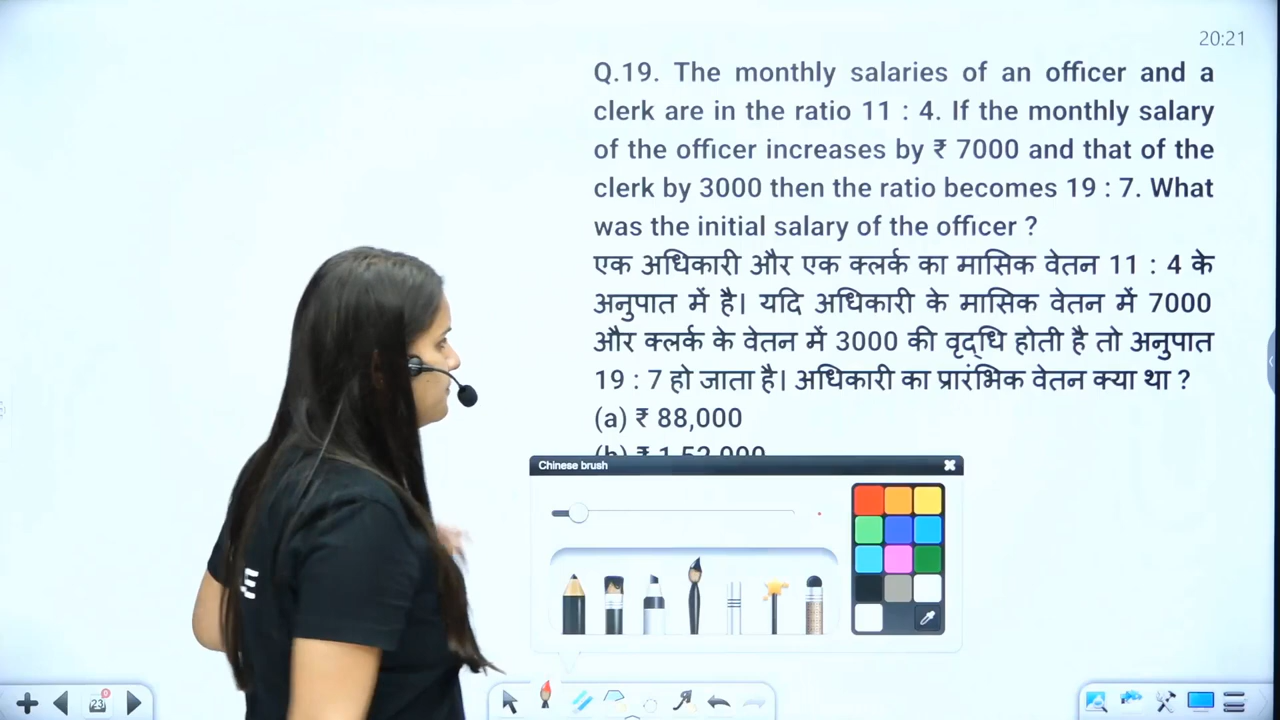 20:21
Q.19. The monthly salaries of an officer and a
clerk are in the ratio 11 : 4. If the monthly salary
of the officer increases by ₹ 7000 and that of the
clerk by 3000 then the ratio becomes 19 : 7. What
was the initial salary of the officer ?
एक अधिकारी और एक क्लर्क का मासिक वेतन 11 : 4 के
अनुपात में है। यदि अधिकारी के मासिक वेतन में 7000
और क्लर्क के वेतन में 3000 की वृद्धि होती है तो अनुपात
19 : 7 हो जाता है। अधिकारी का प्रारंभिक वेतन क्या था ?
(a) ₹ 88,000
(b) ₹ 1,52,000
Chinese brush
E
23